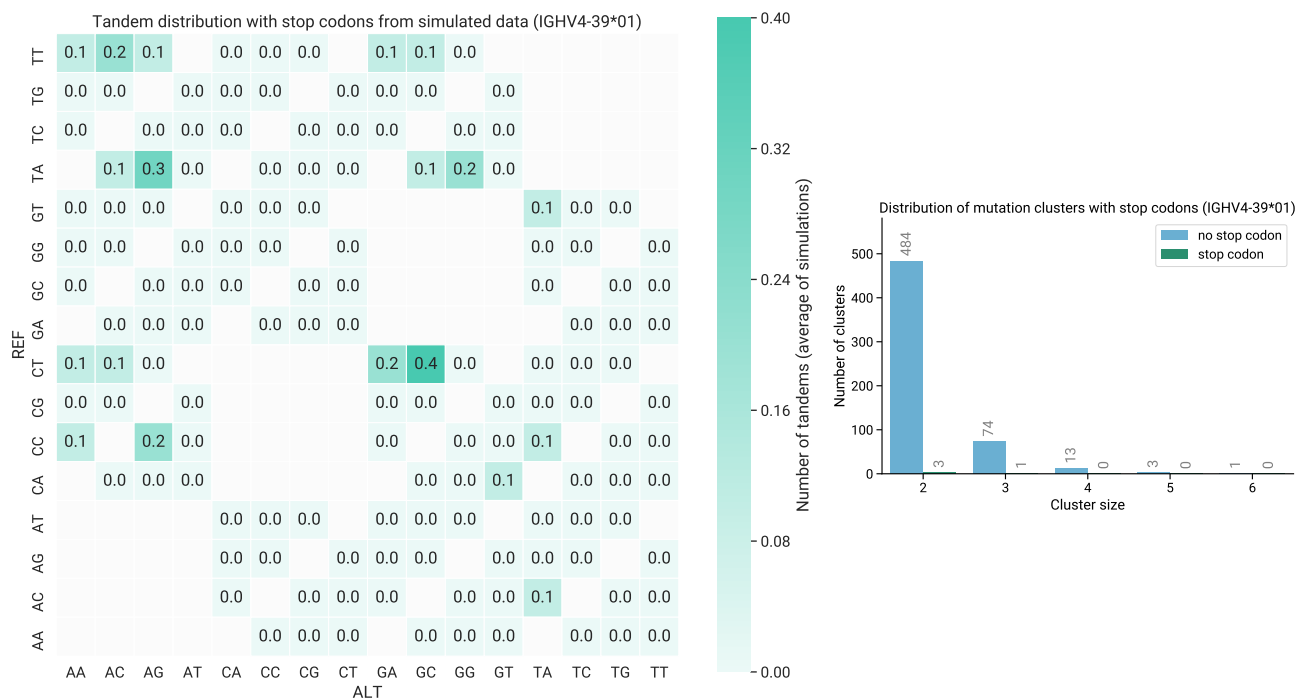 Tandem distribution with stop codons from simulated data (IGHV4-39*01)
REF
TT 0.1 0.2 0.1 0.0 0.0 0.0 0.1 0.1 0.0
TG 0.0 0.0 0.0 0.0 0.0 0.0 0.0 0.0 0.0
TC 0.0 0.0 0.0 0.0 0.0 0.0 0.0 0.0 0.0
TA 0.1 0.3 0.0 0.0 0.0 0.0 0.1 0.2 0.0
GT 0.0 0.0 0.0 0.0 0.0 0.0 0.1 0.0 0.0
GG 0.0 0.0 0.0 0.0 0.0 0.0 0.0 0.0 0.0
GC 0.0 0.0 0.0 0.0 0.0 0.0 0.0 0.0 0.0
GA 0.0 0.0 0.0 0.0 0.0 0.0 0.0 0.0 0.0
CT 0.1 0.1 0.0 0.2 0.4 0.0 0.0 0.0 0.0
CG 0.0 0.0 0.0 0.0 0.0 0.0 0.0 0.0 0.0
CC 0.1 0.2 0.0 0.0 0.0 0.0 0.1 0.0 0.0
CA 0.0 0.0 0.0 0.0 0.0 0.1 0.0 0.0 0.0
AT 0.0 0.0 0.0 0.0 0.0 0.0 0.0 0.0 0.0
AG 0.0 0.0 0.0 0.0 0.0 0.0 0.0 0.0 0.0
AC 0.0 0.0 0.0 0.0 0.0 0.0 0.1 0.0 0.0
AA 0.0 0.0 0.0 0.0 0.0 0.0 0.0 0.0 0.0
AA AC AG AT CA CC CG CT GA GC GG GT TA TC TG TT
ALT
0.40
0.32
0.24
0.16
0.08
0.00
Number of tandems (average of simulations)
Distribution of mutation clusters with stop codons (IGHV4-39*01)
no stop codon
stop codon
Number of clusters
500
400
300
200
100
0
484 3 74 1 13 0 3 0 1 0
2 3 4 5 6
Cluster size